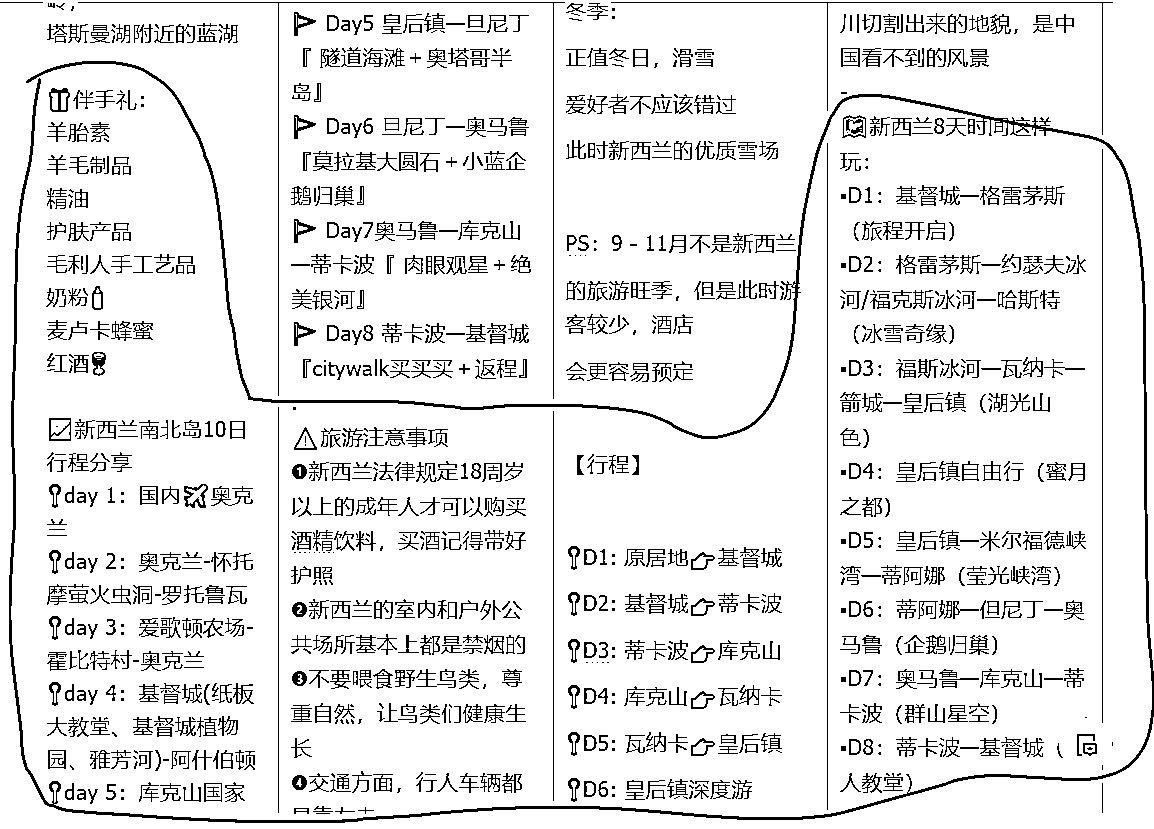 塔斯曼湖附近的蓝湖
伴手礼：
羊胎素
羊毛制品
精油
护肤产品
毛利人手工艺品
奶粉
麦卢卡蜂蜜
红酒
新西兰南北岛10日
行程分享
day 1：国内✈奥克
兰
day 2：奥克兰-怀托
摩萤火虫洞-罗托鲁瓦
day 3：爱歌顿农场-
霍比特村-奥克兰
day 4：基督城(纸板
大教堂、基督城植物
园、雅芳河)-阿什伯顿
day 5：库克山国家
Day5 皇后镇—旦尼丁
『 隧道海滩＋奥塔哥半
岛』
Day6 旦尼丁—奥马鲁
『莫拉基大圆石＋小蓝企
鹅归巢』
Day7奥马鲁—库克山
—蒂卡波『 肉眼观星＋绝
美银河』
Day8 蒂卡波—基督城
『citywalk买买买＋返程』
.
⚠旅游注意事项
❶新西兰法律规定18周岁
以上的成年人才可以购买
酒精饮料，买酒记得带好
护照
❷新西兰的室内和户外公
共场所基本上都是禁烟的
❸不要喂食野生鸟类，尊
重自然，让鸟类们健康生
长
❹交通方面，行人车辆都
冬季：
正值冬日，滑雪
爱好者不应该错过
此时新西兰的优质雪场
PS：9－11月不是新西兰
的旅游旺季，但是此时游
客较少，酒店
会更容易预定
【行程】
D1：原居地👉基督城
D2：基督城👉蒂卡波
D3：蒂卡波👉库克山
D4：库克山👉瓦纳卡
D5：瓦纳卡👉皇后镇
D6：皇后镇深度游
川切割出来的地貌，是中
国看不到的风景
-
新西兰8天时间这样
玩：
▪D1：基督城—格雷茅斯
（旅程开启）
▪D2：格雷茅斯—约瑟夫冰
河/福克斯冰河—哈斯特
（冰雪奇缘）
▪D3：福斯冰河—瓦纳卡—
箭城—皇后镇（湖光山
色）
▪D4：皇后镇自由行（蜜月
之都）
▪D5：皇后镇—米尔福德峡
湾—蒂阿娜（莹光峡湾）
▪D6：蒂阿娜—但尼丁—奥
马鲁（企鹅归巢）
▪D7：奥马鲁—库克山—蒂
卡波（群山星空）
▪D8：蒂卡波—基督城（
人教堂）